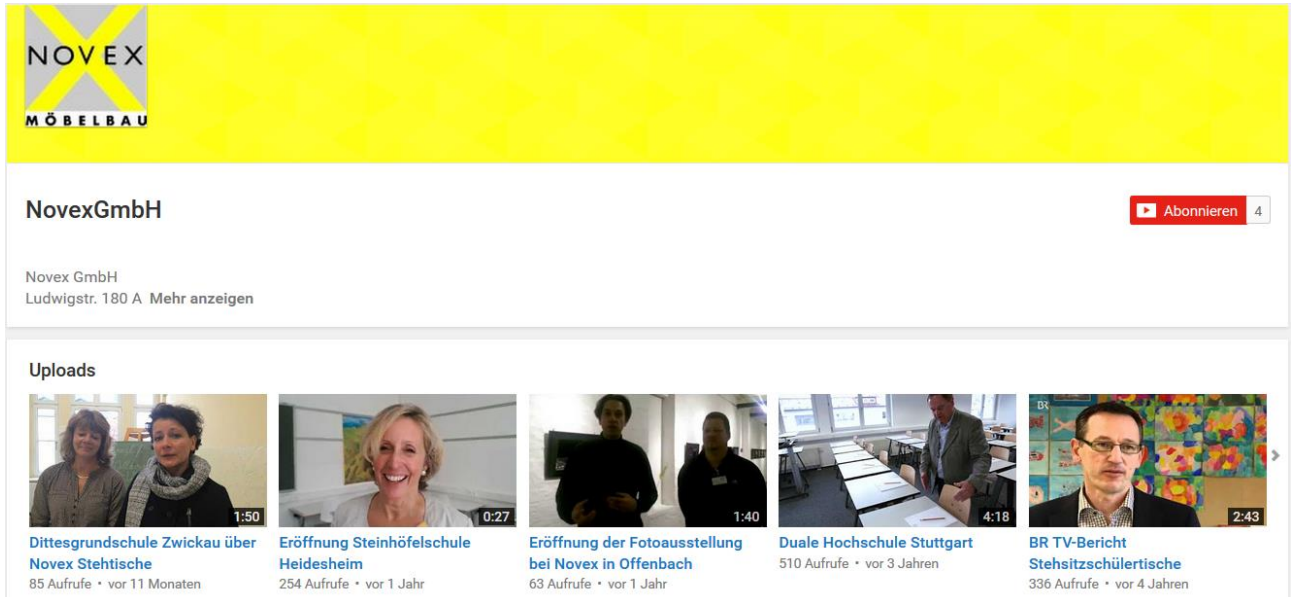 NOVEX
MÖBELBAU
NovexGmbH
Abonnieren 4
Novex GmbH
Ludwigstr. 180 A Mehr anzeigen
Uploads
1:50
0:27
1:40
4:18
BR
2:43
Dittesgrundschule Zwickau über
Novex Stehtische
85 Aufrufe • vor 11 Monaten
Eröffnung Steinhöfelschule
Heidesheim
254 Aufrufe • vor 1 Jahr
Eröffnung der Fotoausstellung
bei Novex in Offenbach
63 Aufrufe • vor 1 Jahr
Duale Hochschule Stuttgart
510 Aufrufe • vor 3 Jahren
BR TV-Bericht
Stehsitzschülertische
336 Aufrufe • vor 4 Jahren